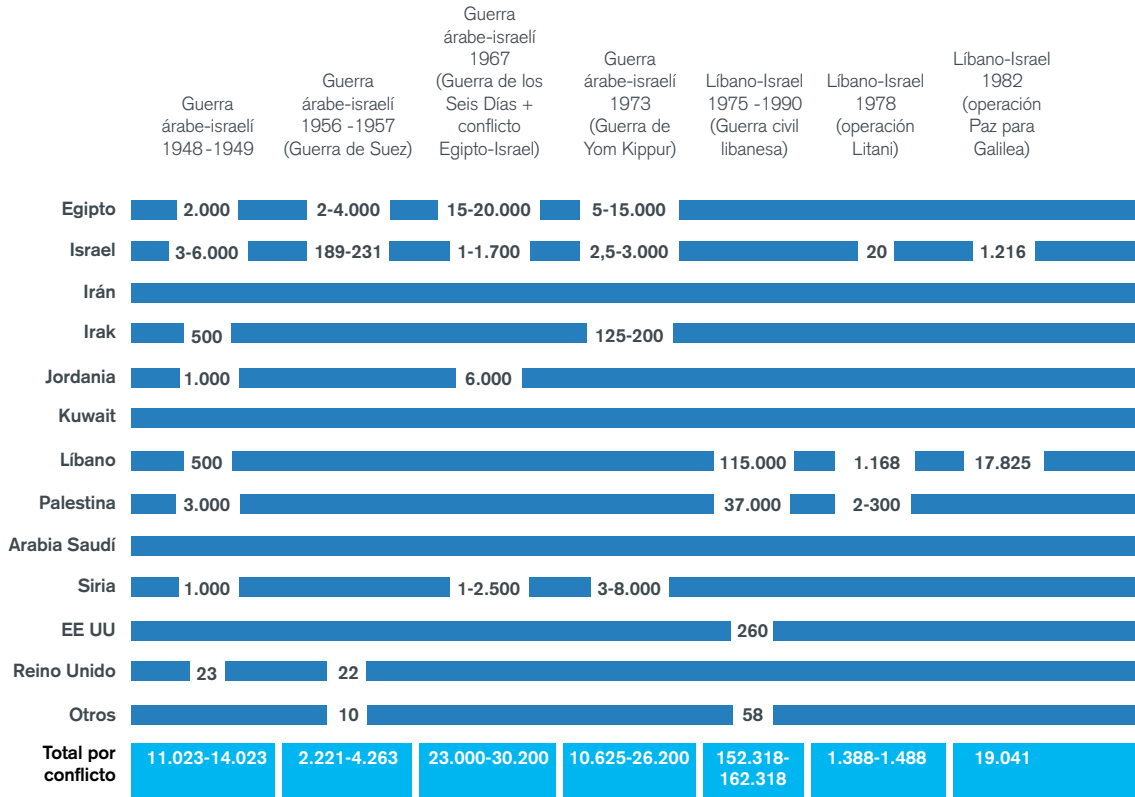 Guerra
árabe-israelí
1948-1949
Guerra
árabe-israelí
1956 -1957
(Guerra de Suez)
Guerra
árabe-israelí
1967
(Guerra de los
Seis Días +
conflicto
Egipto-Israel)
Guerra
árabe-israelí
1973
(Guerra de
Yom Kippur)
Líbano-Israel
1975 -1990
(Guerra civil
libanesa)
Líbano-Israel
1978
(operación
Litani)
Líbano-Israel
1982
(operación
Paz para
Galilea)
Egipto 2.000 2-4.000 15-20.000 5-15.000
Israel 3-6.000 189-231 1-1.700 2,5-3.000 20 1.216
Irán
Irak 500 125-200
Jordania 1.000 6.000
Kuwait
Líbano 500 115.000 1.168 17.825
Palestina 3.000 37.000 2-300
Arabia Saudí
Siria 1.000 1-2.500 3-8.000
EE UU 260
Reino Unido 23 22
Otros 10 58
Total por
conflicto
11.023-14.023 2.221-4.263 23.000-30.200 10.625-26.200 152.318-
162.318
1.388-1.488 19.041